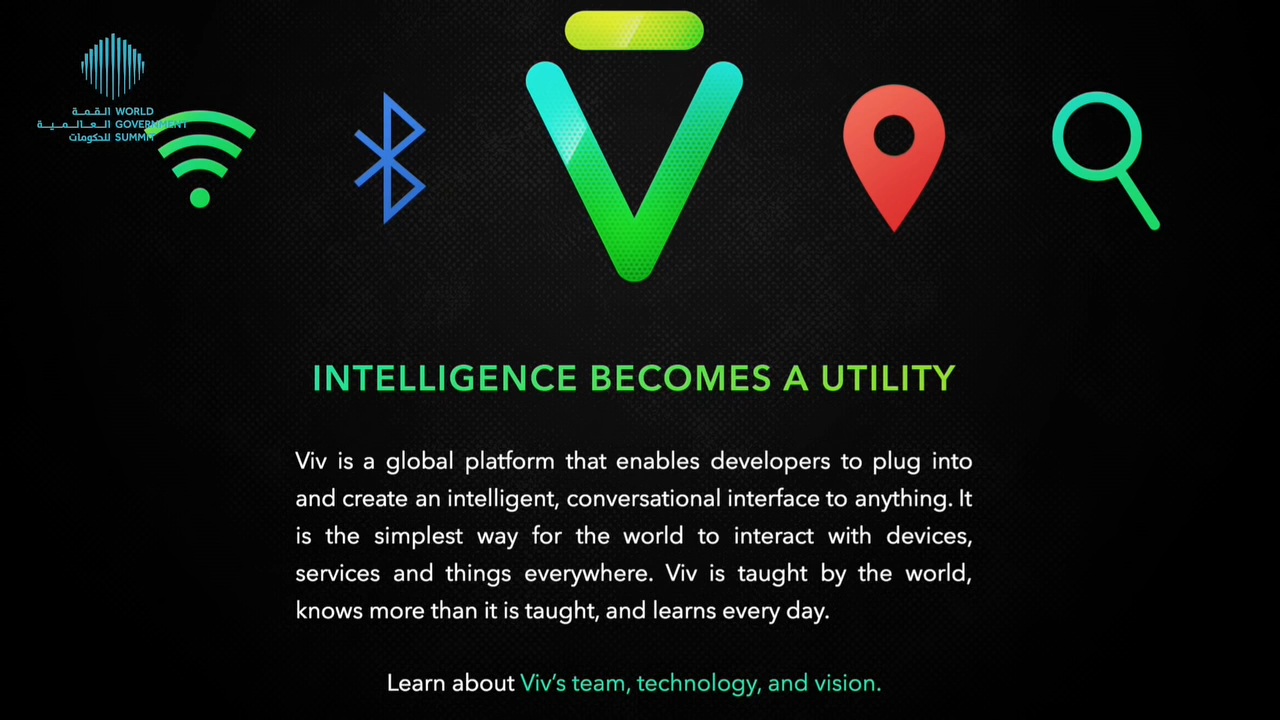 القمة WORLD
العالمية GOVERNMENT
للحكومات SUMMIT
INTELLIGENCE BECOMES A UTILITY
Viv is a global platform that enables developers to plug into
and create an intelligent, conversational interface to anything. It
is the simplest way for the world to interact with devices,
services and things everywhere. Viv is taught by the world,
knows more than it is taught, and learns every day.
Learn about Viv's team, technology, and vision.